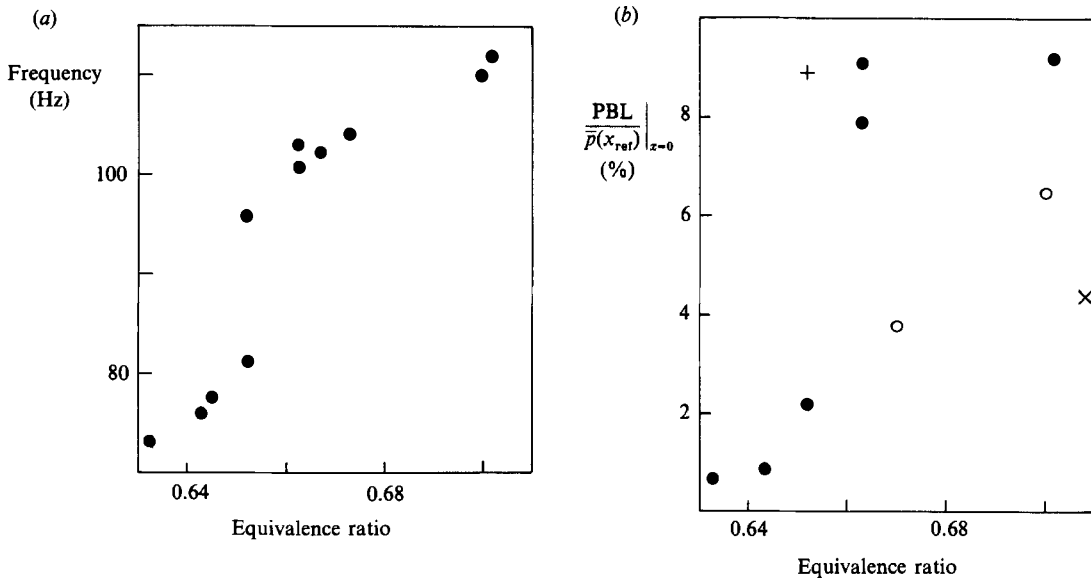 (a)
Frequency
(Hz)
100
80
0.64
0.68
Equivalence ratio
(b)
PBL
p̅(x_ref) |x=0
(%)
8
6
4
2
0.64
0.68
Equivalence ratio